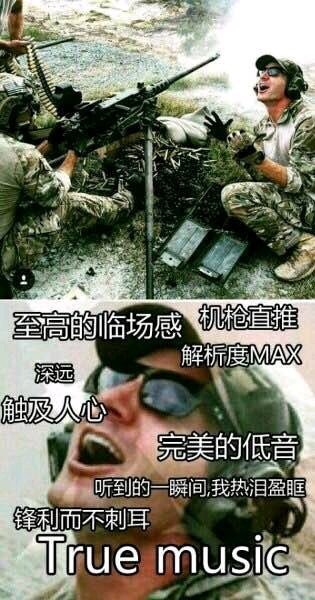 至高的临场感
机枪直推
解析度MAX
深远
触及人心
完美的低音
听到的一瞬间,我热泪盈眶
锋利而不刺耳
True music